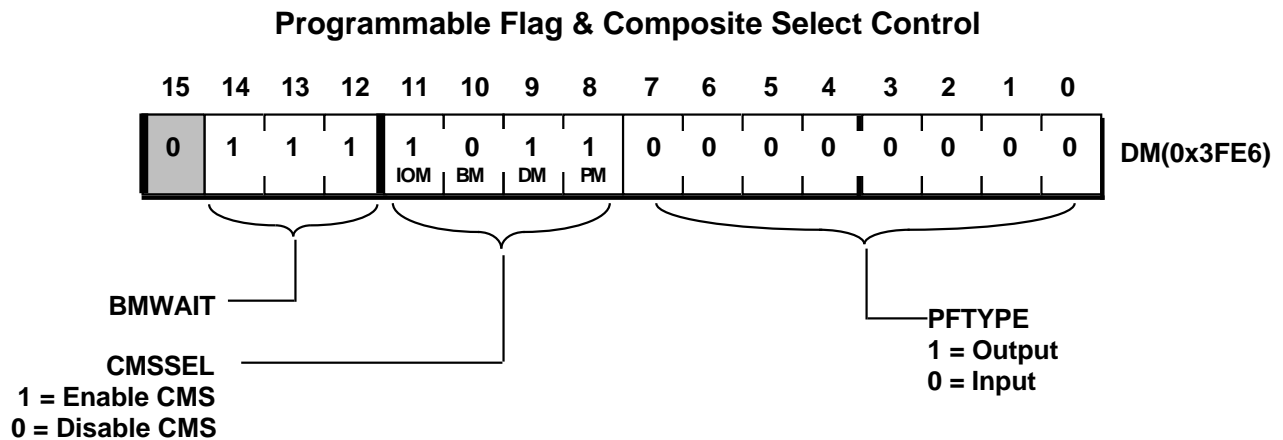 Programmable Flag & Composite Select Control
15 14 13 12 11 10 9 8 7 6 5 4 3 2 1 0
0 1 1 1 1 0 1 1 0 0 0 0 0 0 0 0
IOM BM DM PM
DM(0x3FE6)
BMWAIT
CMSSEL
1 = Enable CMS
0 = Disable CMS
PFTYPE
1 = Output
0 = Input